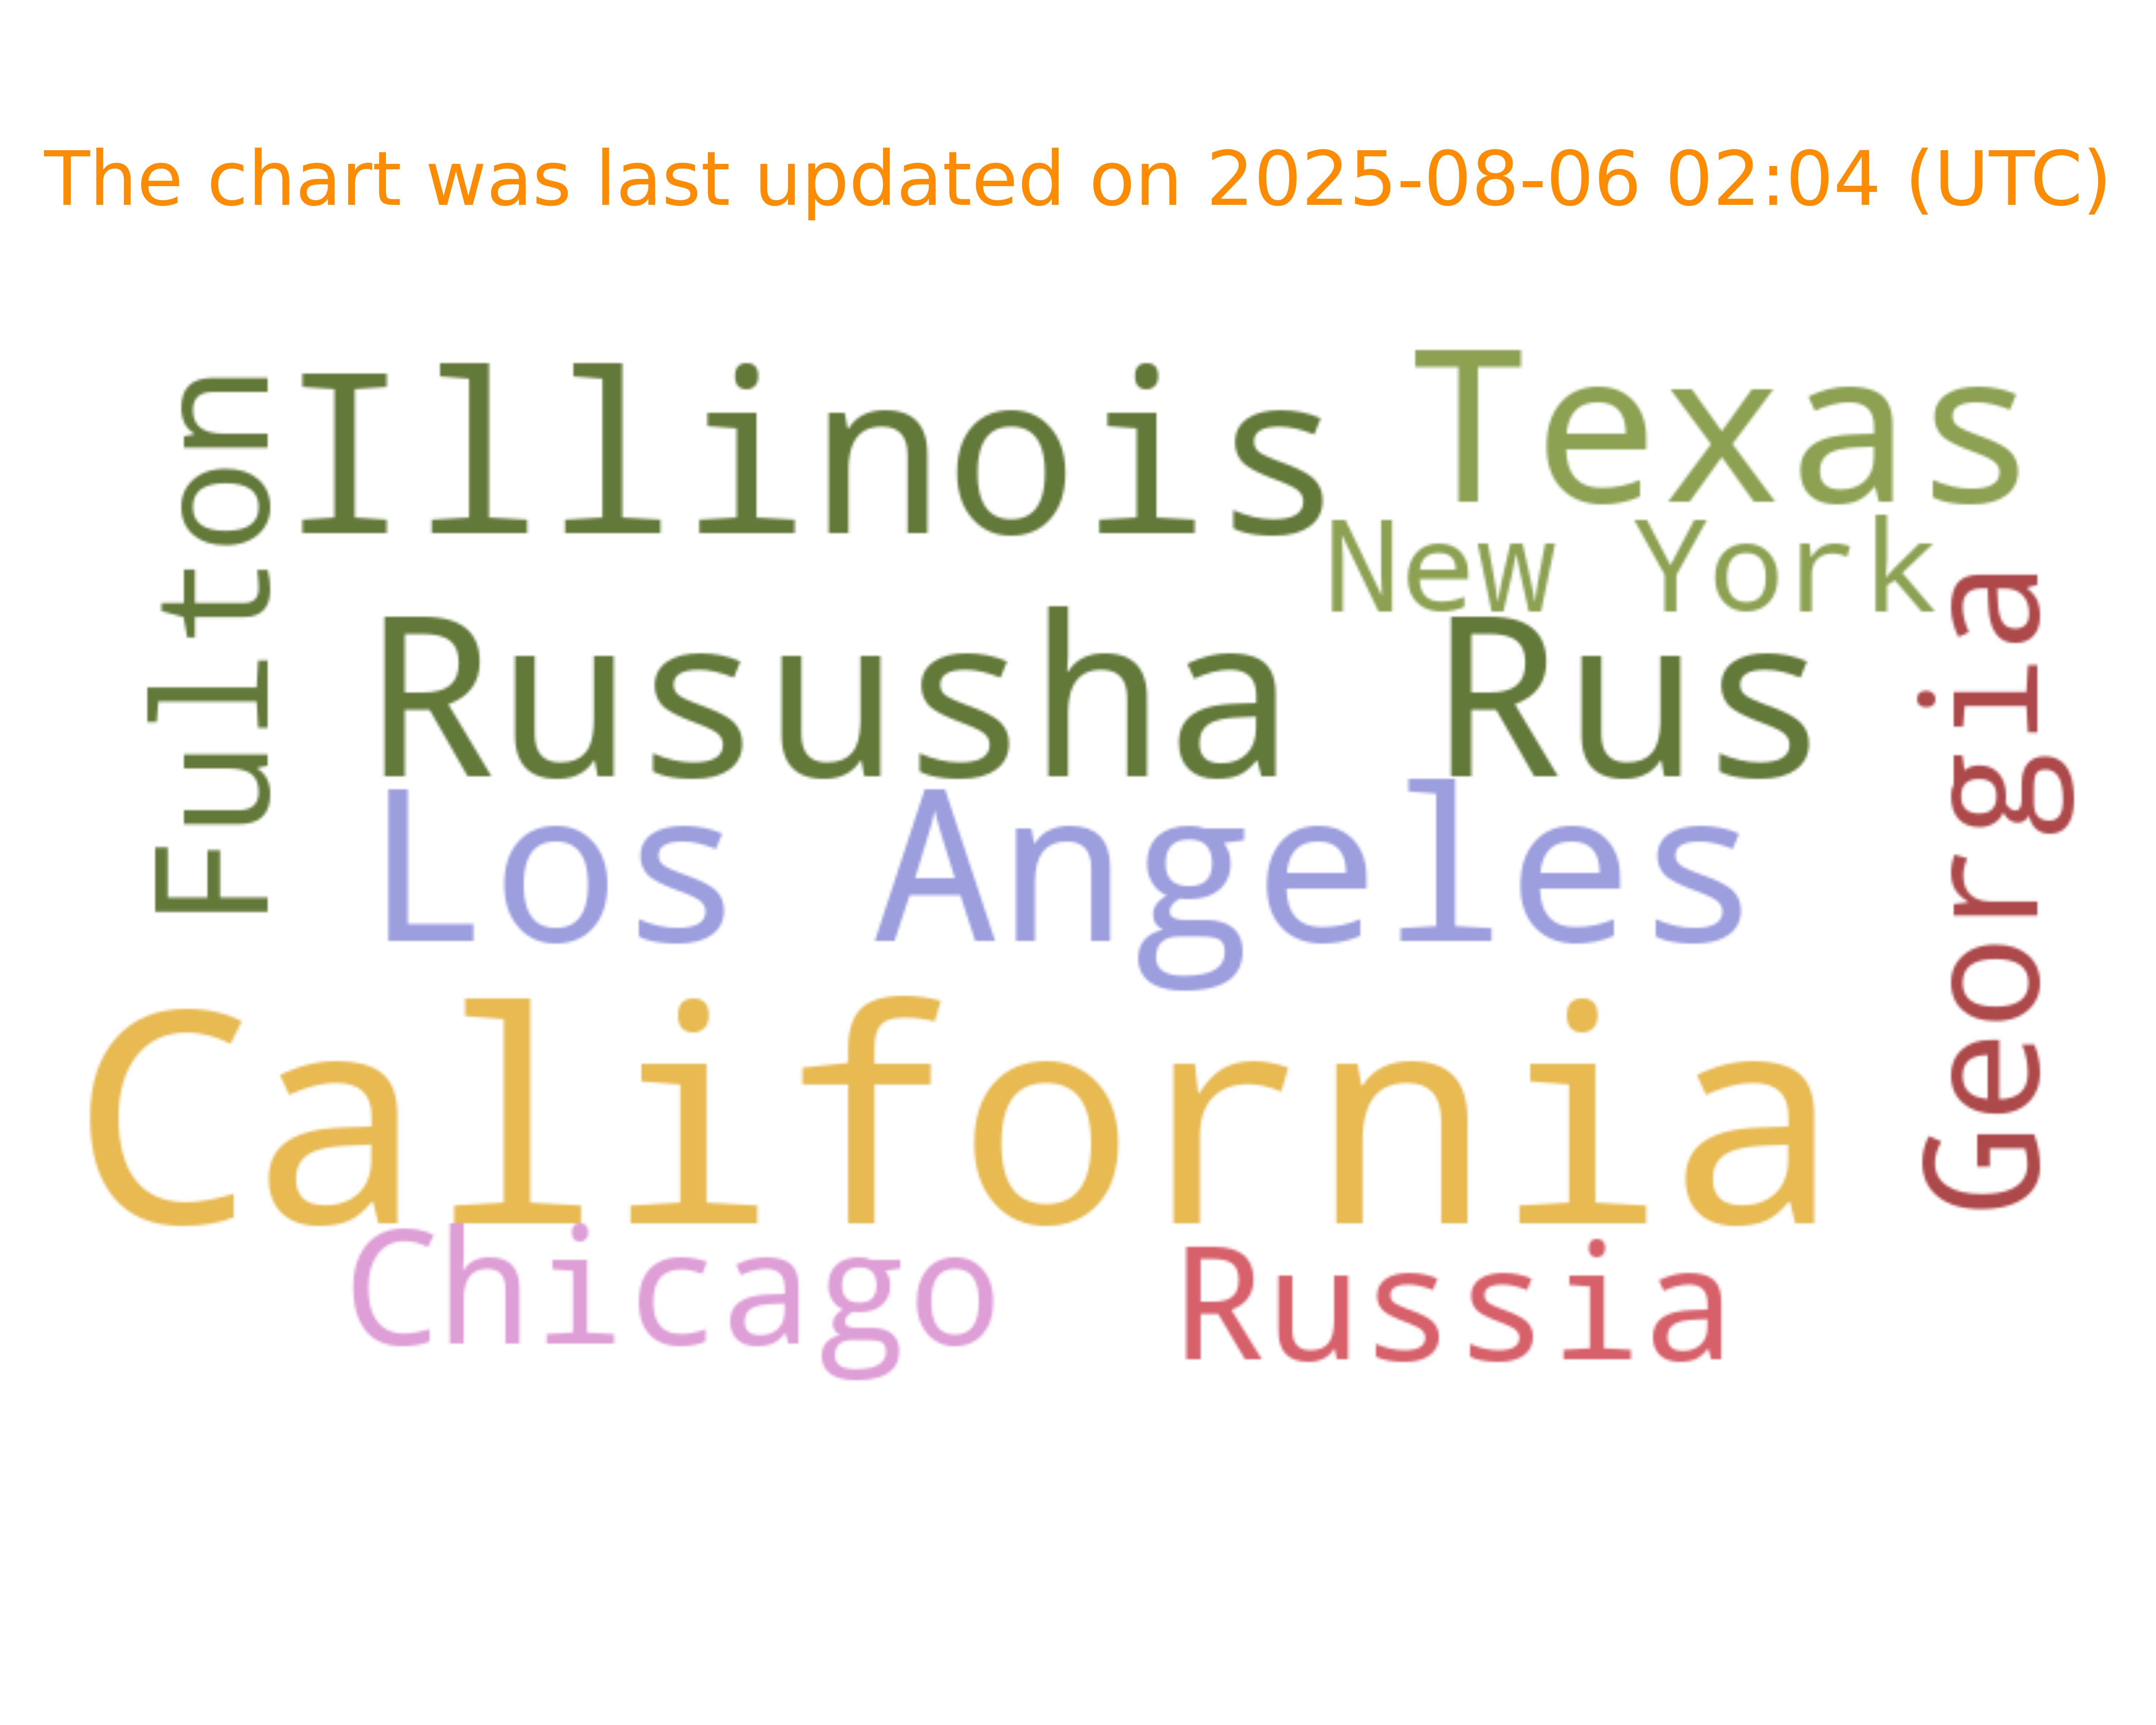 The chart was last updated on 2025-08-06 02:04 (UTC)
Fulton
Illinois
Texas
New York
Rususha Rus
Georgia
Los Angeles
California
Chicago
Russia